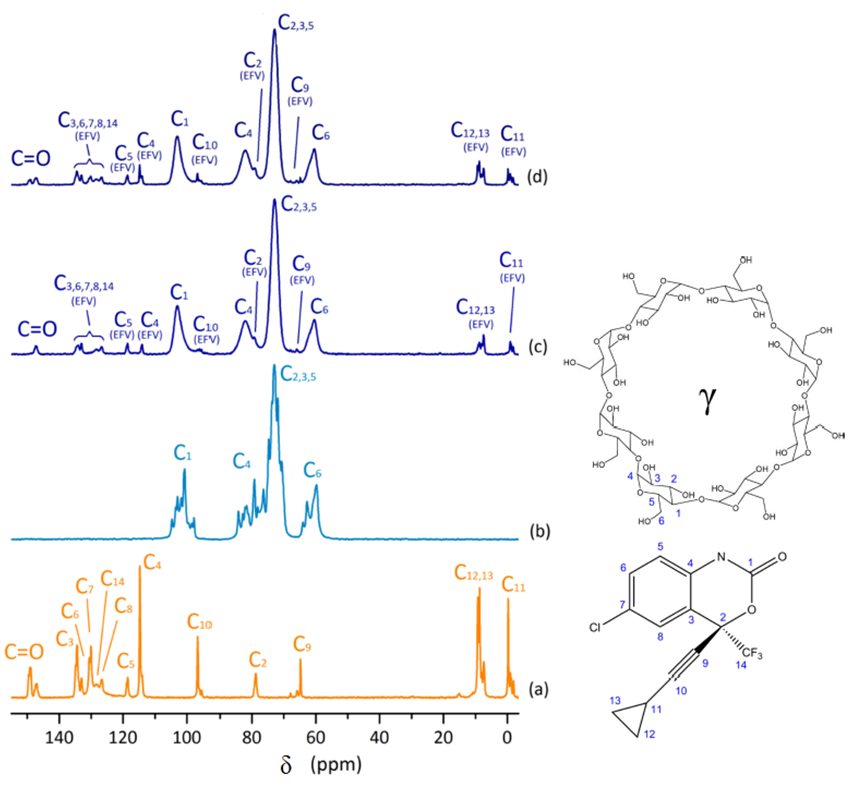 C2,3,5
C2
(EFV)
C9
(EFV)
C3,6,7,8,14
(EFV)
C4
(EFV)
C5
(EFV)
C1
C10
(EFV)
C4
C6
C12,13
(EFV)
C11
(EFV)
C=O
(d)
C2,3,5
C2
(EFV)
C9
(EFV)
C11
(EFV)
C3,6,7,8,14
(EFV)
C1
C5
(EFV)
C4
(EFV)
C10
(EFV)
C4
C6
C12,13
(EFV)
C=O
(c)
C2,3,5
C1
C4
C6
(b)
C4
C7
C14
C6
C8
C3
C=O
C5
C10
C2
C9
C12,13
C11
(a)
140 120 100 80 60 40 20 0
δ (ppm)
γ
HO
OH
O
4
3
2
5
6
1
5
4
N
H
1
O
6
7
3
2
O
Cl
8
CF3
14
9
10
13
11
12